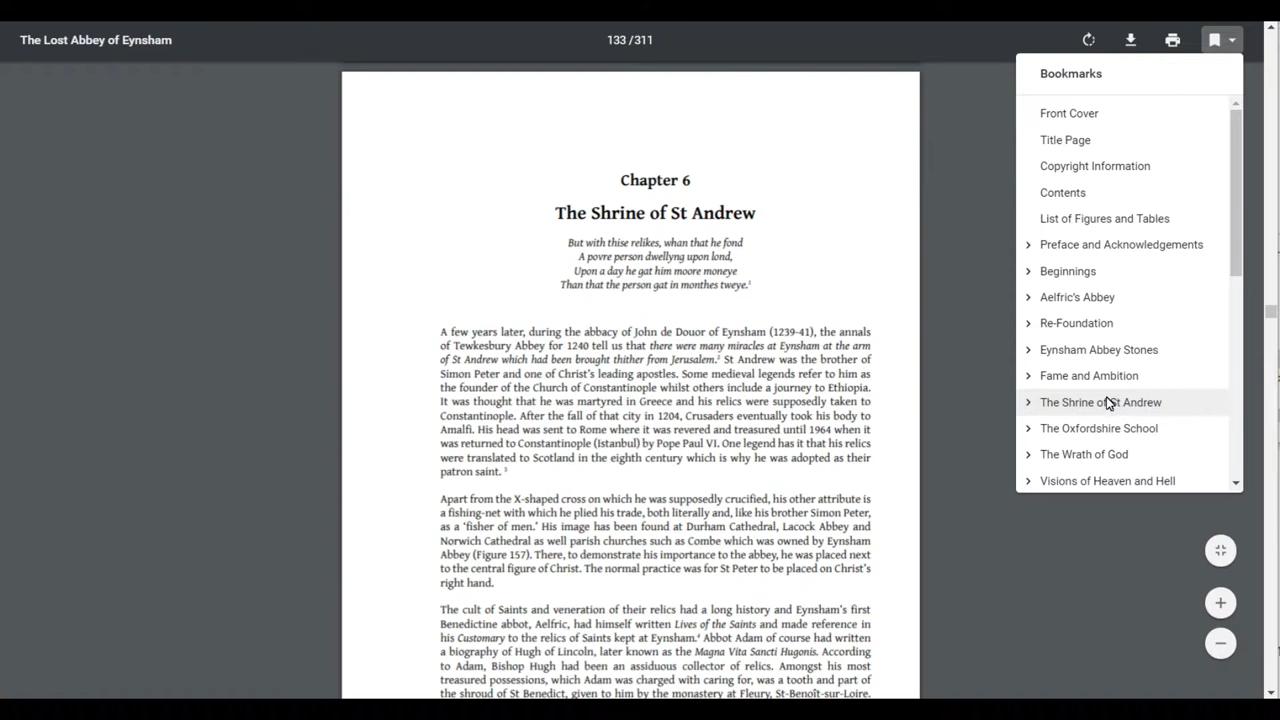 The Lost Abbey of Eynsham
133 / 311
Bookmarks
Front Cover
Title Page
Copyright Information
Contents
List of Figures and Tables
Preface and Acknowledgements
Beginnings
Aelfric's Abbey
Re-Foundation
Eynsham Abbey Stones
Fame and Ambition
The Shrine of St Andrew
The Oxfordshire School
The Wrath of God
Visions of Heaven and Hell
Chapter 6
The Shrine of St Andrew
But with thise relikes, whan that he fond
A povre person dwellyng upon lond,
Upon a day he gat him moore moneye
Than that the person gat in monthes tweye.¹
A few years later, during the abbacy of John de Douor of Eynsham (1239-41), the annals
of Tewkesbury Abbey for 1240 tell us that there were many miracles at Eynsham at the arm
of St Andrew which had been brought thither from Jerusalem.² St Andrew was the brother of
Simon Peter and one of Christ's leading apostles. Some medieval legends refer to him as
the founder of the Church of Constantinople whilst others include a journey to Ethiopia.
It was thought that he was martyred in Greece and his relics were supposedly taken to
Constantinople. After the fall of that city in 1204, Crusaders eventually took his body to
Amalfi. His head was sent to Rome where it was revered and treasured until 1964 when it
was returned to Constantinople (Istanbul) by Pope Paul VI. One legend has it that his relics
were translated to Scotland in the eighth century which is why he was adopted as their
patron saint. ³
Apart from the X-shaped cross on which he was supposedly crucified, his other attribute is
a fishing-net with which he plied his trade, both literally and, like his brother Simon Peter,
as a 'fisher of men.' His image has been found at Durham Cathedral, Lacock Abbey and
Norwich Cathedral as well parish churches such as Combe which was owned by Eynsham
Abbey (Figure 157). There, to demonstrate his importance to the abbey, he was placed next
to the central figure of Christ. The normal practice was for St Peter to be placed on Christ's
right hand.
The cult of Saints and veneration of their relics had a long history and Eynsham's first
Benedictine abbot, Aelfric, had himself written Lives of the Saints and made reference in
his Customary to the relics of Saints kept at Eynsham.⁴ Abbot Adam of course had written
a biography of Hugh of Lincoln, later known as the Magna Vita Sancti Hugonis. According
to Adam, Bishop Hugh had been an assiduous collector of relics. Amongst his most
treasured possessions, which Adam was charged with caring for, was a tooth and part of
the shroud of St Benedict, given to him by the monastery at Fleury, St-Benoît-sur-Loire.